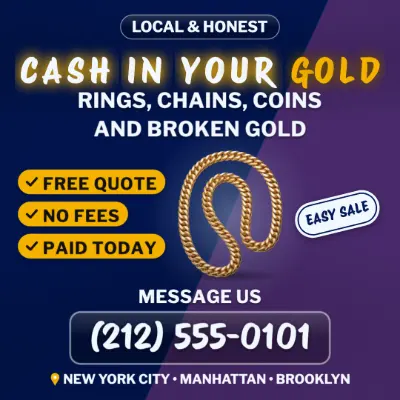 LOCAL & HONEST
CASH IN YOUR GOLD
RINGS, CHAINS, COINS
AND BROKEN GOLD
FREE QUOTE
NO FEES
PAID TODAY
EASY SALE
MESSAGE US
(212) 555-0101
NEW YORK CITY • MANHATTAN • BROOKLYN